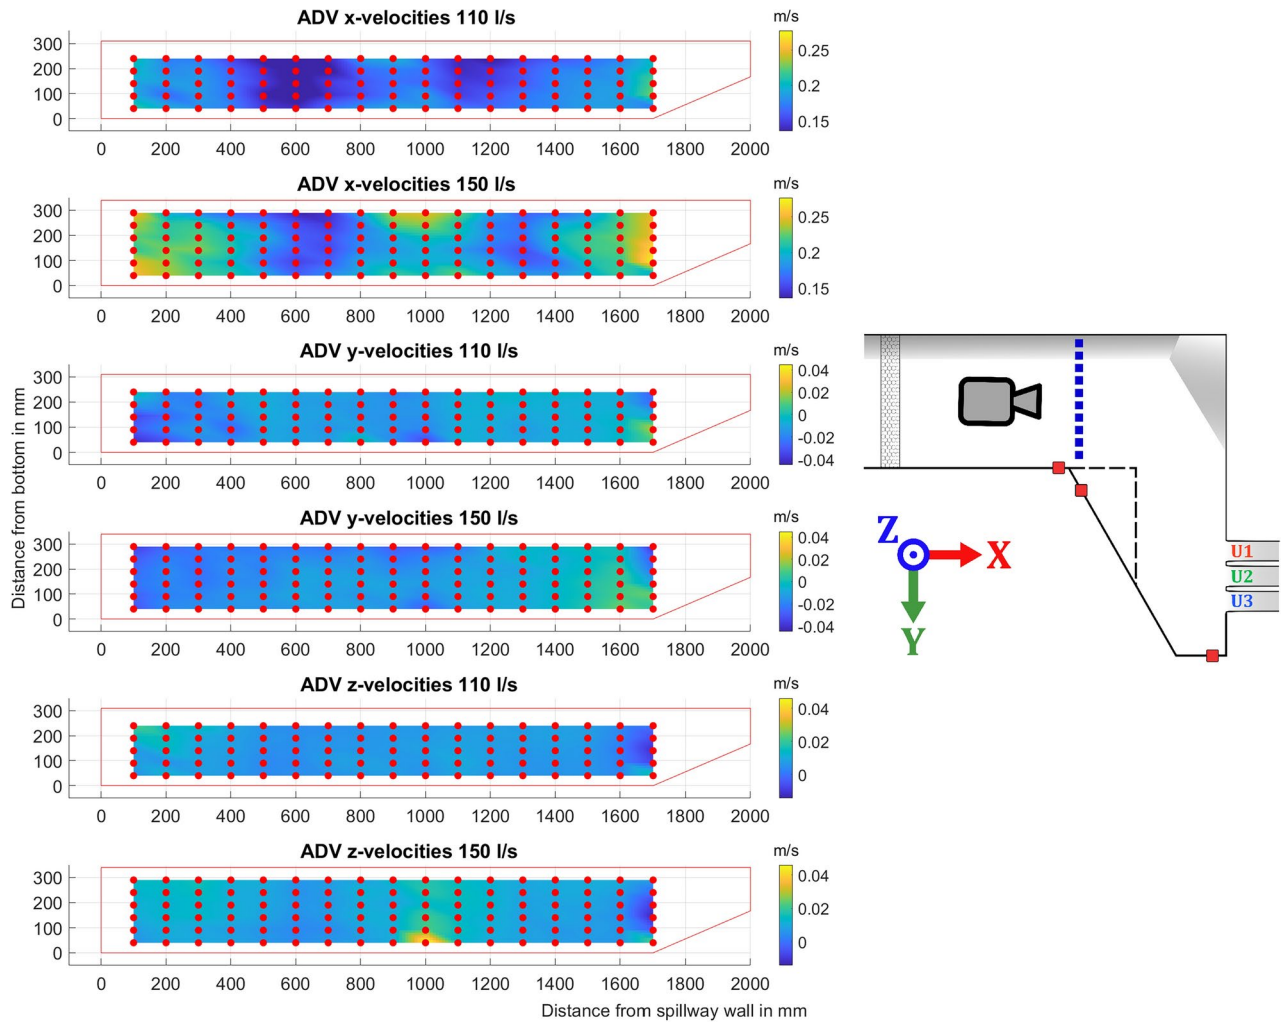 ADV x-velocities 110 l/s
m/s
300
200
100
0
0 200 400 600 800 1000 1200 1400 1600 1800 2000
0.25
0.2
0.15
ADV x-velocities 150 l/s
m/s
300
200
100
0
0 200 400 600 800 1000 1200 1400 1600 1800 2000
0.25
0.2
0.15
ADV y-velocities 110 l/s
m/s
300
200
100
0
0 200 400 600 800 1000 1200 1400 1600 1800 2000
0.04
0.02
0
-0.02
-0.04
ADV y-velocities 150 l/s
m/s
300
200
100
0
0 200 400 600 800 1000 1200 1400 1600 1800 2000
0.04
0.02
0
-0.02
-0.04
ADV z-velocities 110 l/s
m/s
300
200
100
0
0 200 400 600 800 1000 1200 1400 1600 1800 2000
0.04
0.02
0
ADV z-velocities 150 l/s
m/s
300
200
100
0
0 200 400 600 800 1000 1200 1400 1600 1800 2000
0.04
0.02
0
Distance from bottom in mm
Distance from spillway wall in mm
Z
X
Y
U1
U2
U3